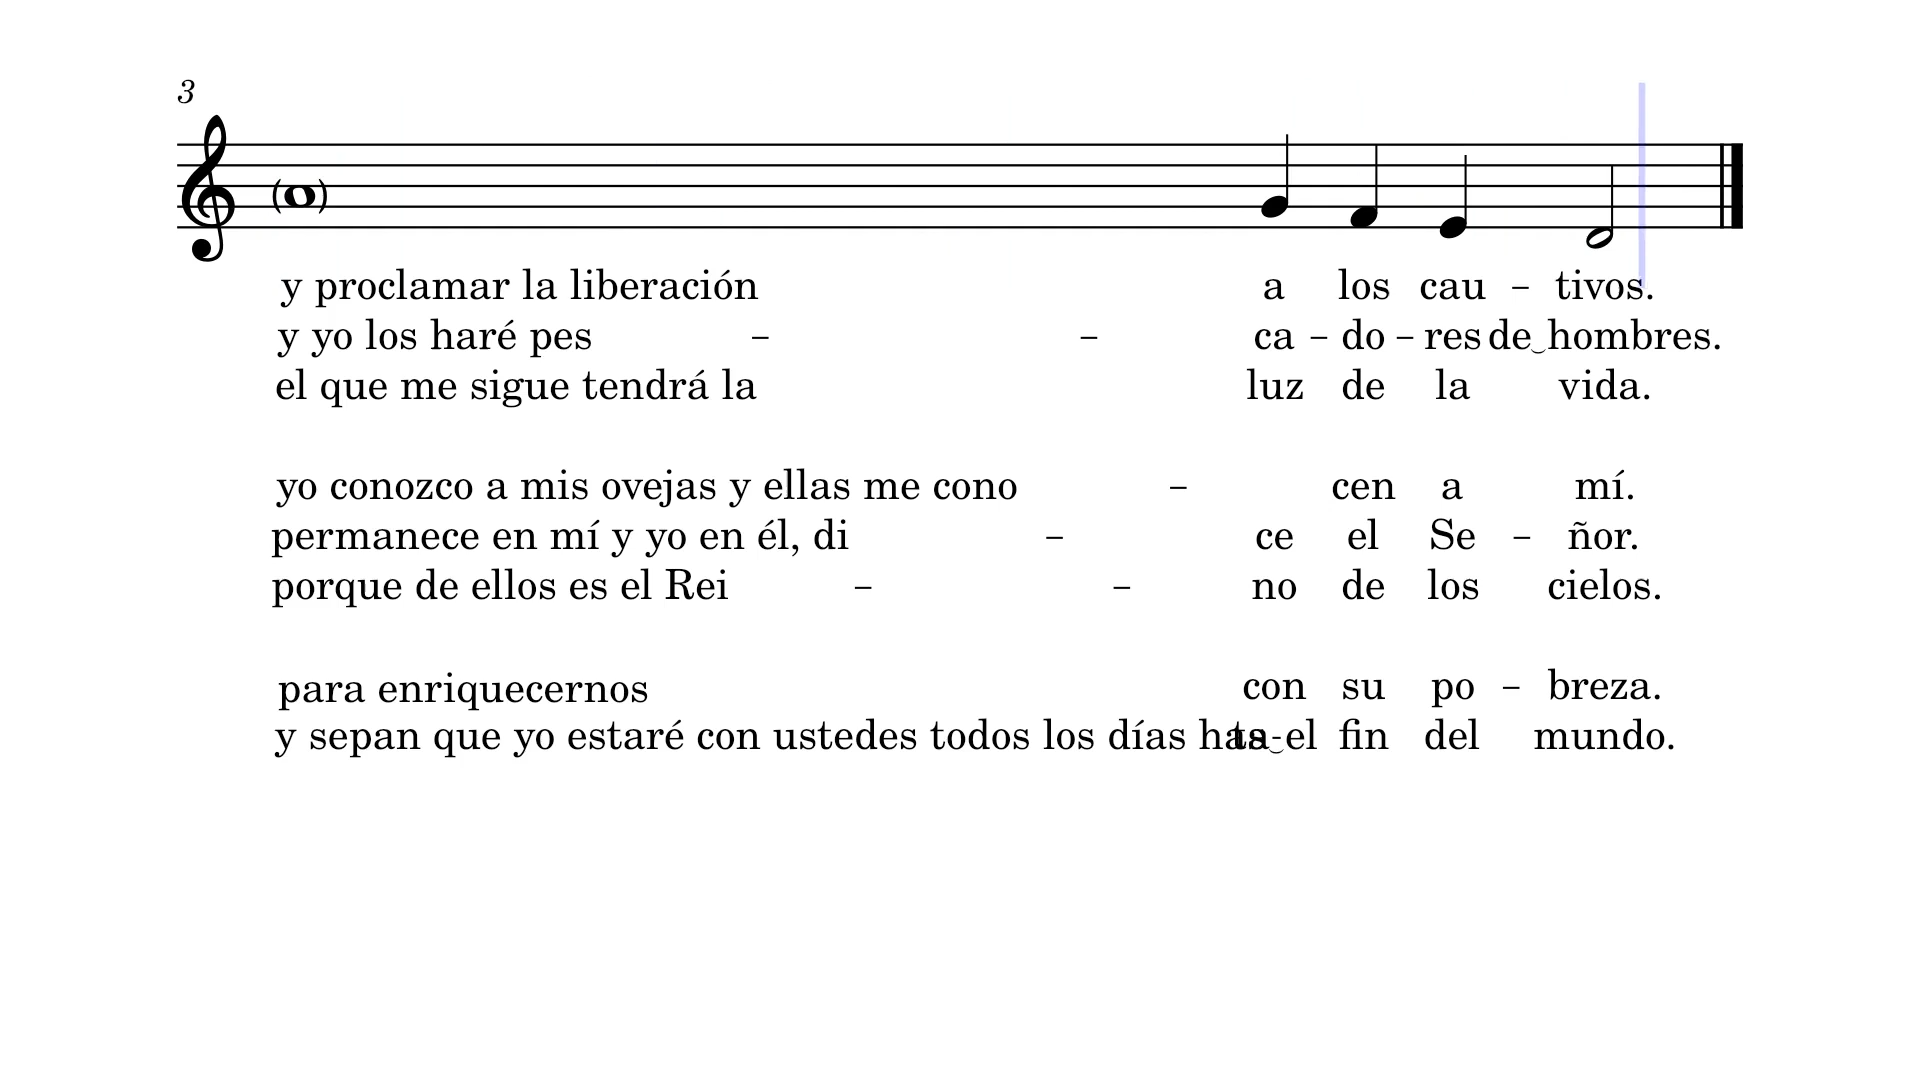 3
y proclamar la liberación a los cau – tivos.
y yo los haré pes – – ca – do – res de‿hombres.
el que me sigue tendrá la luz de la vida.
yo conozco a mis ovejas y ellas me cono – cen a mí.
permanece en mí y yo en él, di – ce el Se – ñor.
porque de ellos es el Rei – – no de los cielos.
para enriquecernos con su po – breza.
y sepan que yo estaré con ustedes todos los días has-ta‿el fin del mundo.